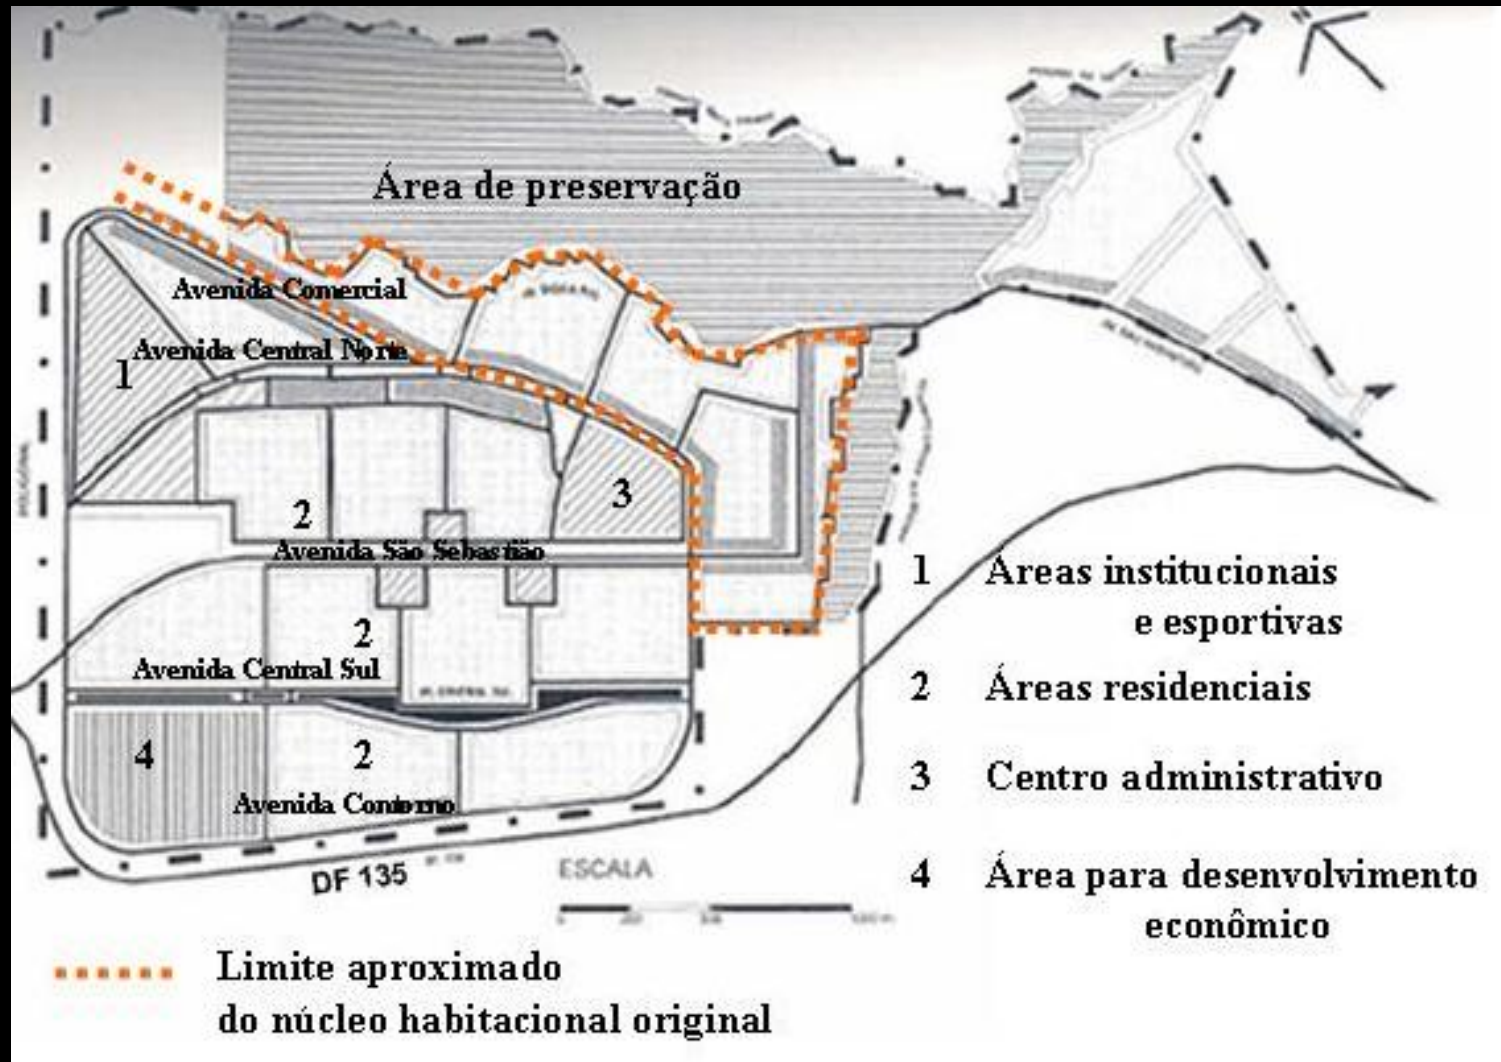 N
Área de preservação
Avenida Comercial
Avenida Central Norte
1
3
2
Avenida São Sebastião
2
Avenida Central Sul
4
2
Avenida Contorno
DF 135
ESCALA
1 Áreas institucionais
e esportivas
2 Áreas residenciais
3 Centro administrativo
4 Área para desenvolvimento
econômico
Limite aproximado
do núcleo habitacional original